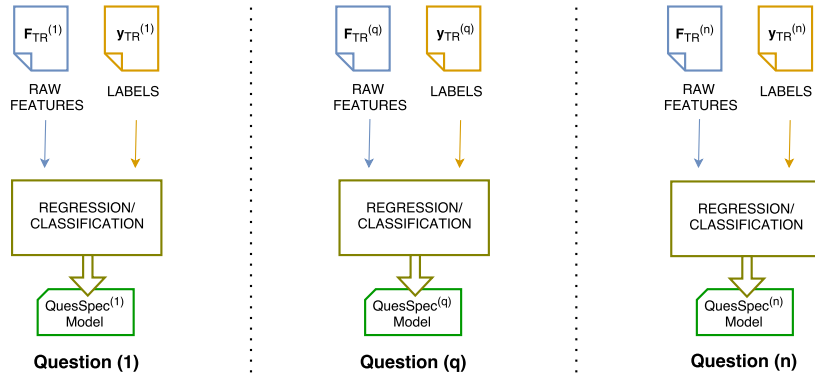 F_TR^(1)
y_TR^(1)
RAW
FEATURES
LABELS
REGRESSION/
CLASSIFICATION
QuesSpec^(1)
Model
Question (1)
F_TR^(q)
y_TR^(q)
RAW
FEATURES
LABELS
REGRESSION/
CLASSIFICATION
QuesSpec^(q)
Model
Question (q)
F_TR^(n)
y_TR^(n)
RAW
FEATURES
LABELS
REGRESSION/
CLASSIFICATION
QuesSpec^(n)
Model
Question (n)